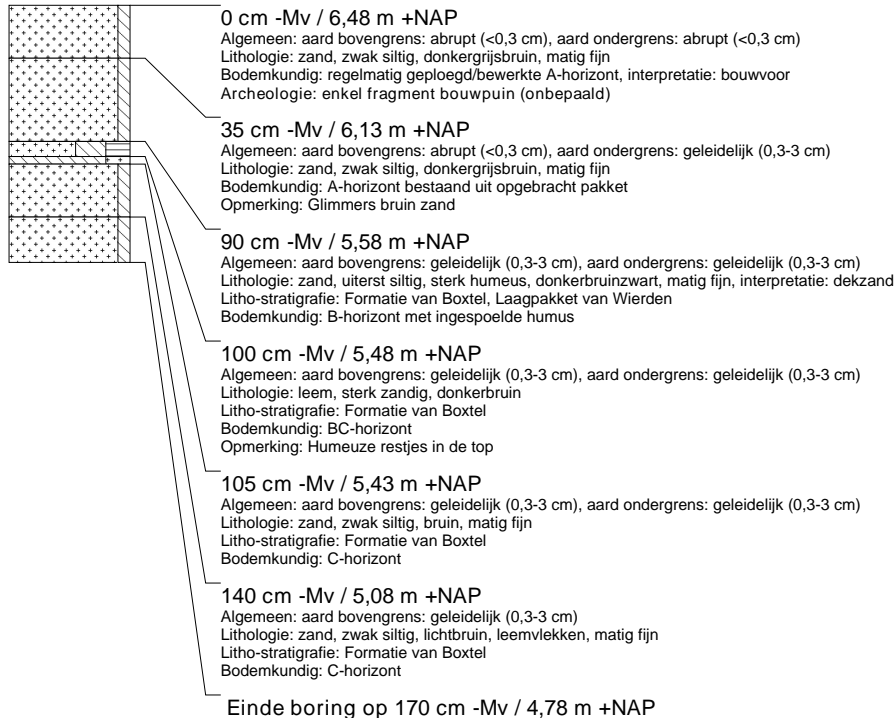 0 cm -Mv / 6,48 m +NAP
Algemeen: aard bovengrens: abrupt (<0,3 cm), aard ondergrens: abrupt (<0,3 cm)
Lithologie: zand, zwak siltig, donkergrijsbruin, matig fijn
Bodemkundig: regelmatig geploegd/bewerkte A-horizont, interpretatie: bouwvoor
Archeologie: enkel fragment bouwpuin (onbepaald)
35 cm -Mv / 6,13 m +NAP
Algemeen: aard bovengrens: abrupt (<0,3 cm), aard ondergrens: geleidelijk (0,3-3 cm)
Lithologie: zand, zwak siltig, donkergrijsbruin, matig fijn
Bodemkundig: A-horizont bestaand uit opgebracht pakket
Opmerking: Glimmers bruin zand
90 cm -Mv / 5,58 m +NAP
Algemeen: aard bovengrens: geleidelijk (0,3-3 cm), aard ondergrens: geleidelijk (0,3-3 cm)
Lithologie: zand, uiterst siltig, sterk humeus, donkerbruinzwart, matig fijn, interpretatie: dekzand
Litho-stratigrafie: Formatie van Boxtel, Laagpakket van Wierden
Bodemkundig: B-horizont met ingespoelde humus
100 cm -Mv / 5,48 m +NAP
Algemeen: aard bovengrens: geleidelijk (0,3-3 cm), aard ondergrens: geleidelijk (0,3-3 cm)
Lithologie: leem, sterk zandig, donkerbruin
Litho-stratigrafie: Formatie van Boxtel
Bodemkundig: BC-horizont
Opmerking: Humeuze restjes in de top
105 cm -Mv / 5,43 m +NAP
Algemeen: aard bovengrens: geleidelijk (0,3-3 cm), aard ondergrens: geleidelijk (0,3-3 cm)
Lithologie: zand, zwak siltig, bruin, matig fijn
Litho-stratigrafie: Formatie van Boxtel
Bodemkundig: C-horizont
140 cm -Mv / 5,08 m +NAP
Algemeen: aard bovengrens: geleidelijk (0,3-3 cm)
Lithologie: zand, zwak siltig, lichtbruin, leemvlekken, matig fijn
Litho-stratigrafie: Formatie van Boxtel
Bodemkundig: C-horizont
Einde boring op 170 cm -Mv / 4,78 m +NAP